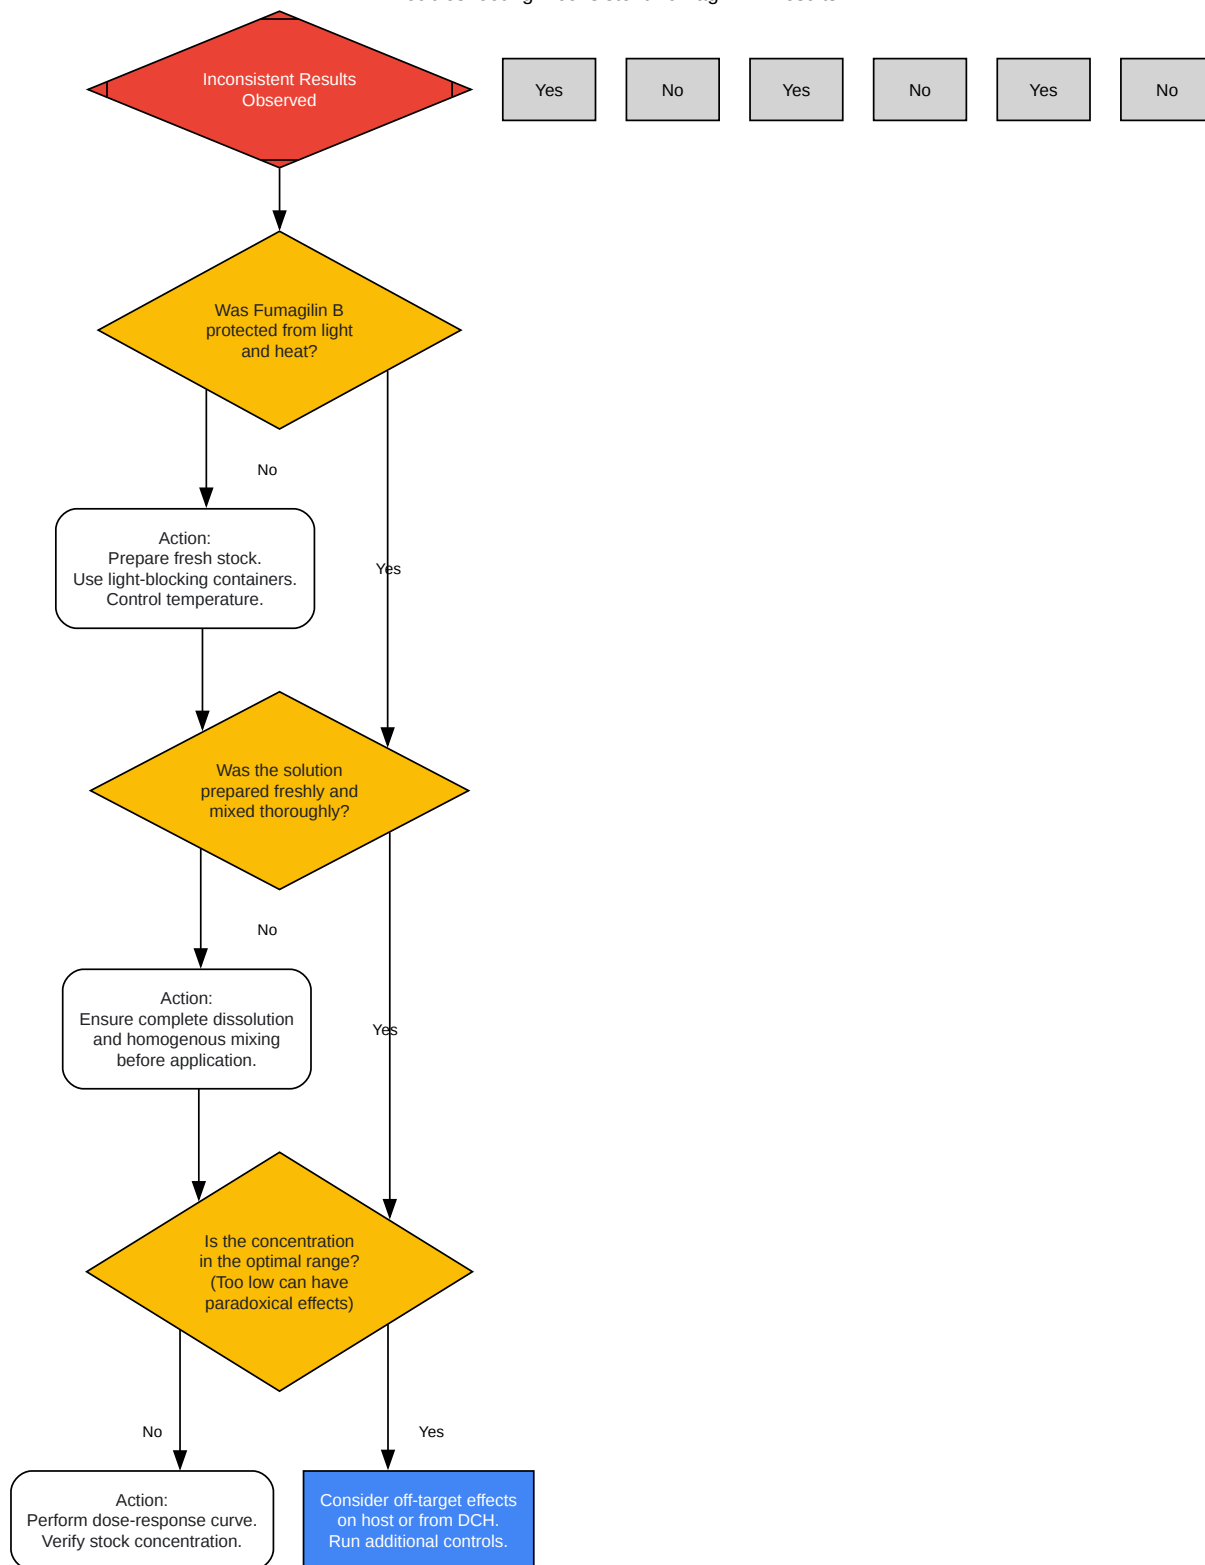 Inconsistent Results
Observed
Yes
No
Yes
No
Yes
No
Was Fumagilin B
protected from light
and heat?
No
Action:
Prepare fresh stock.
Use light-blocking containers.
Control temperature.
Yes
Was the solution
prepared freshly and
mixed thoroughly?
No
Action:
Ensure complete dissolution
and homogenous mixing
before application.
Yes
Is the concentration
in the optimal range?
(Too low can have
paradoxical effects)
No
Yes
Action:
Perform dose-response curve.
Verify stock concentration.
Consider off-target effects
on host or from DCH.
Run additional controls.